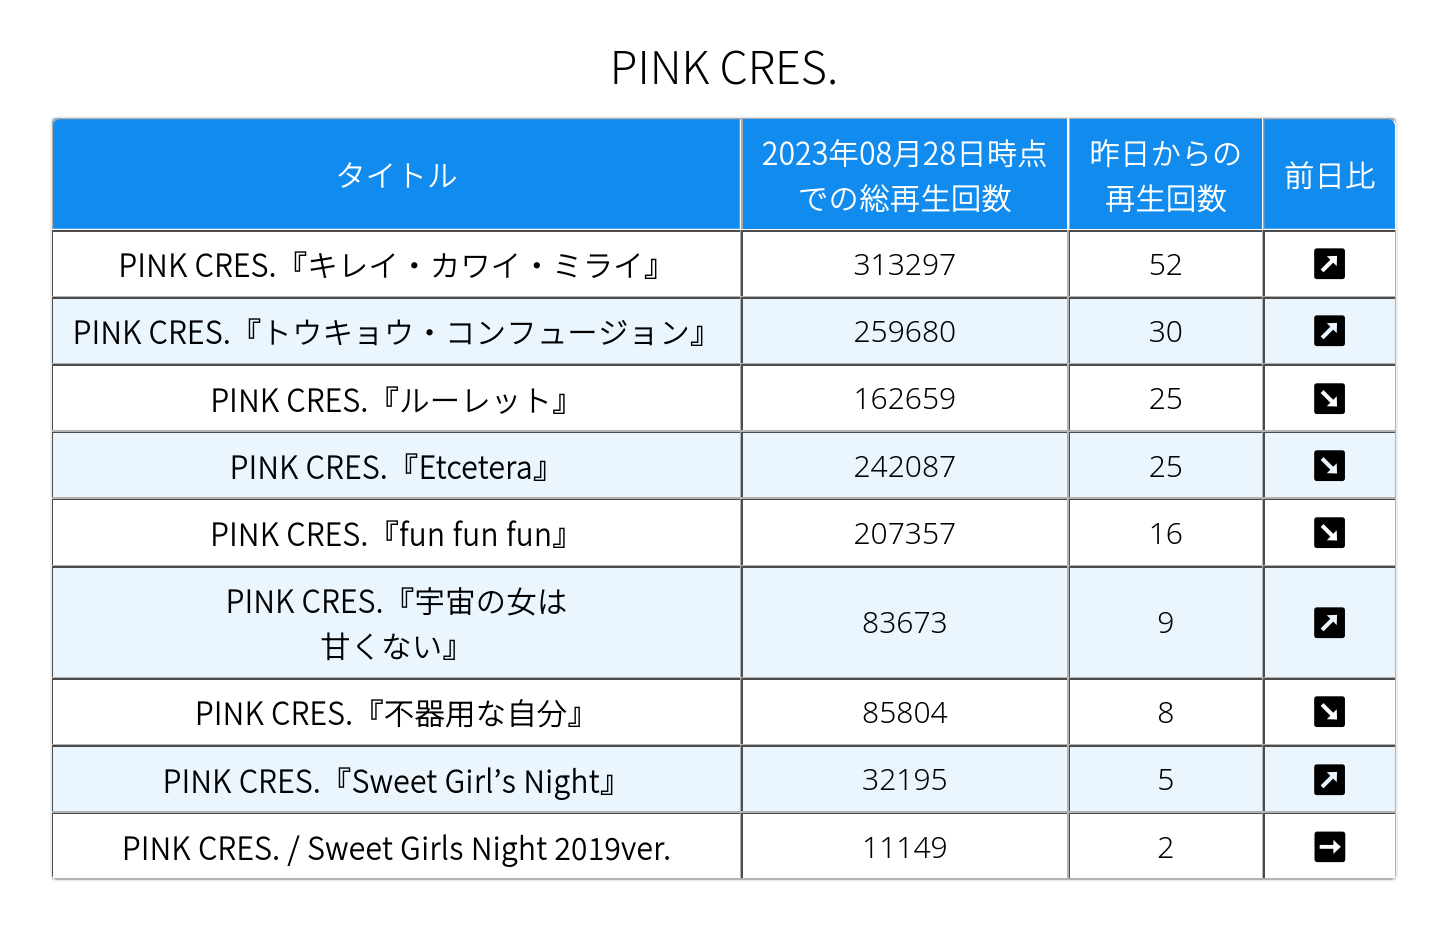 PINK CRES.
タイトル
2023年08月28日時点
での総再生回数
昨日からの
再生回数
前日比
PINK CRES.『キレイ・カワイ・ミライ』 313297 52 ↗
PINK CRES.『トウキョウ・コンフュージョン』 259680 30 ↗
PINK CRES.『ルーレット』 162659 25 ↘
PINK CRES.『Etcetera』 242087 25 ↘
PINK CRES.『fun fun fun』 207357 16 ↘
PINK CRES.『宇宙の女は
甘くない』 83673 9 ↗
PINK CRES.『不器用な自分』 85804 8 ↘
PINK CRES.『Sweet Girl’s Night』 32195 5 ↗
PINK CRES. / Sweet Girls Night 2019ver. 11149 2 →